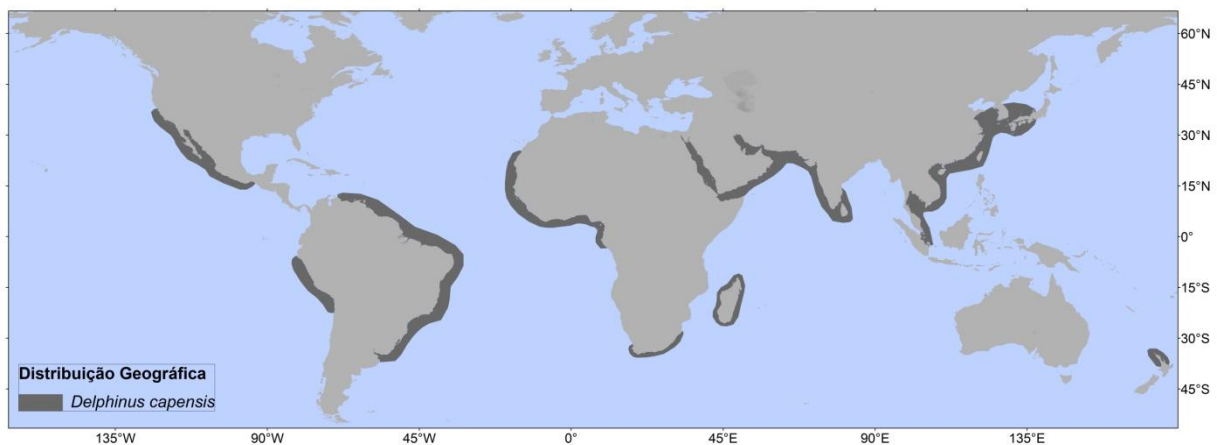 60°N
45°N
30°N
15°N
0°
15°S
30°S
45°S
Distribuição Geográfica
Delphinus capensis
135°W
90°W
45°W
0°
45°E
90°E
135°E